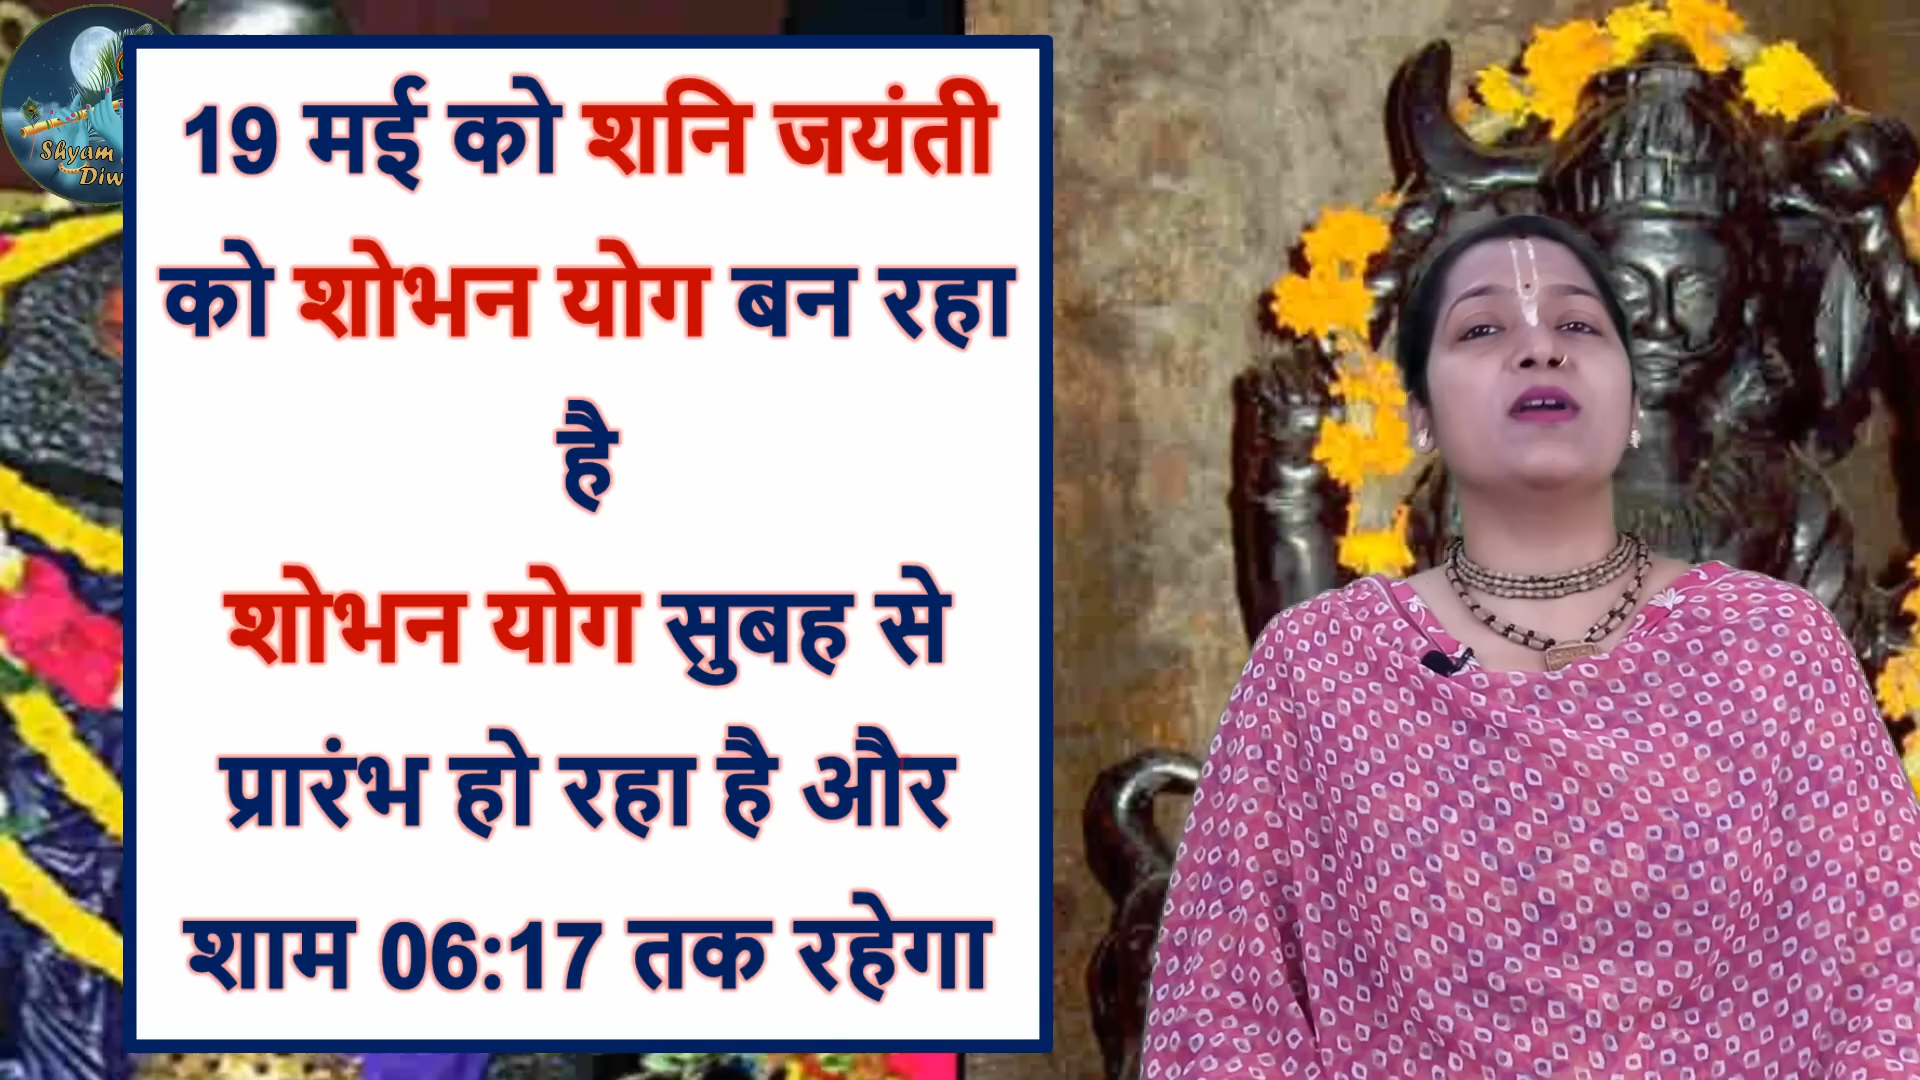 Shyam
Diw
19 मई को शनि जयंती
को शोभन योग बन रहा
है
शोभन योग सुबह से
प्रारंभ हो रहा है और
शाम 06:17 तक रहेगा